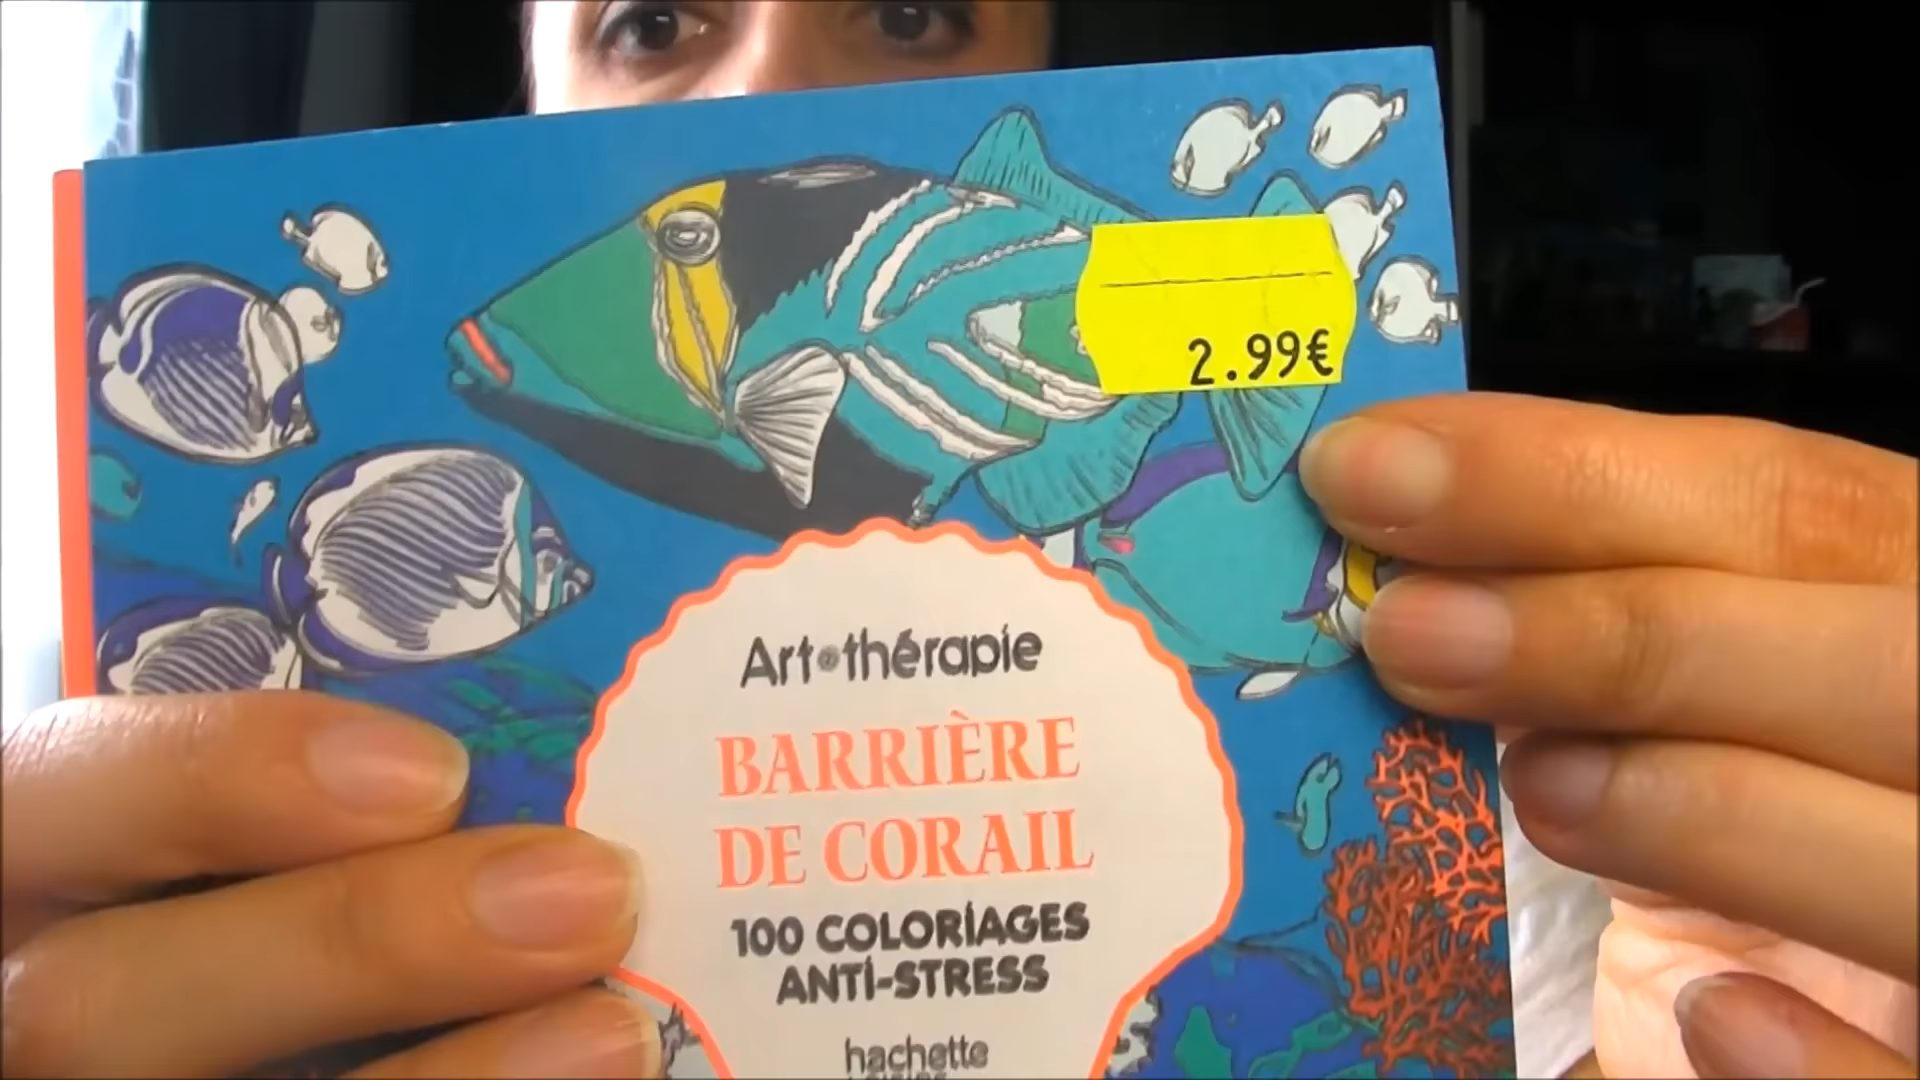 2.99€
Art-thérapie
BARRIÈRE
DE CORAIL
100 COLORIAGES
ANTI-STRESS
hachette